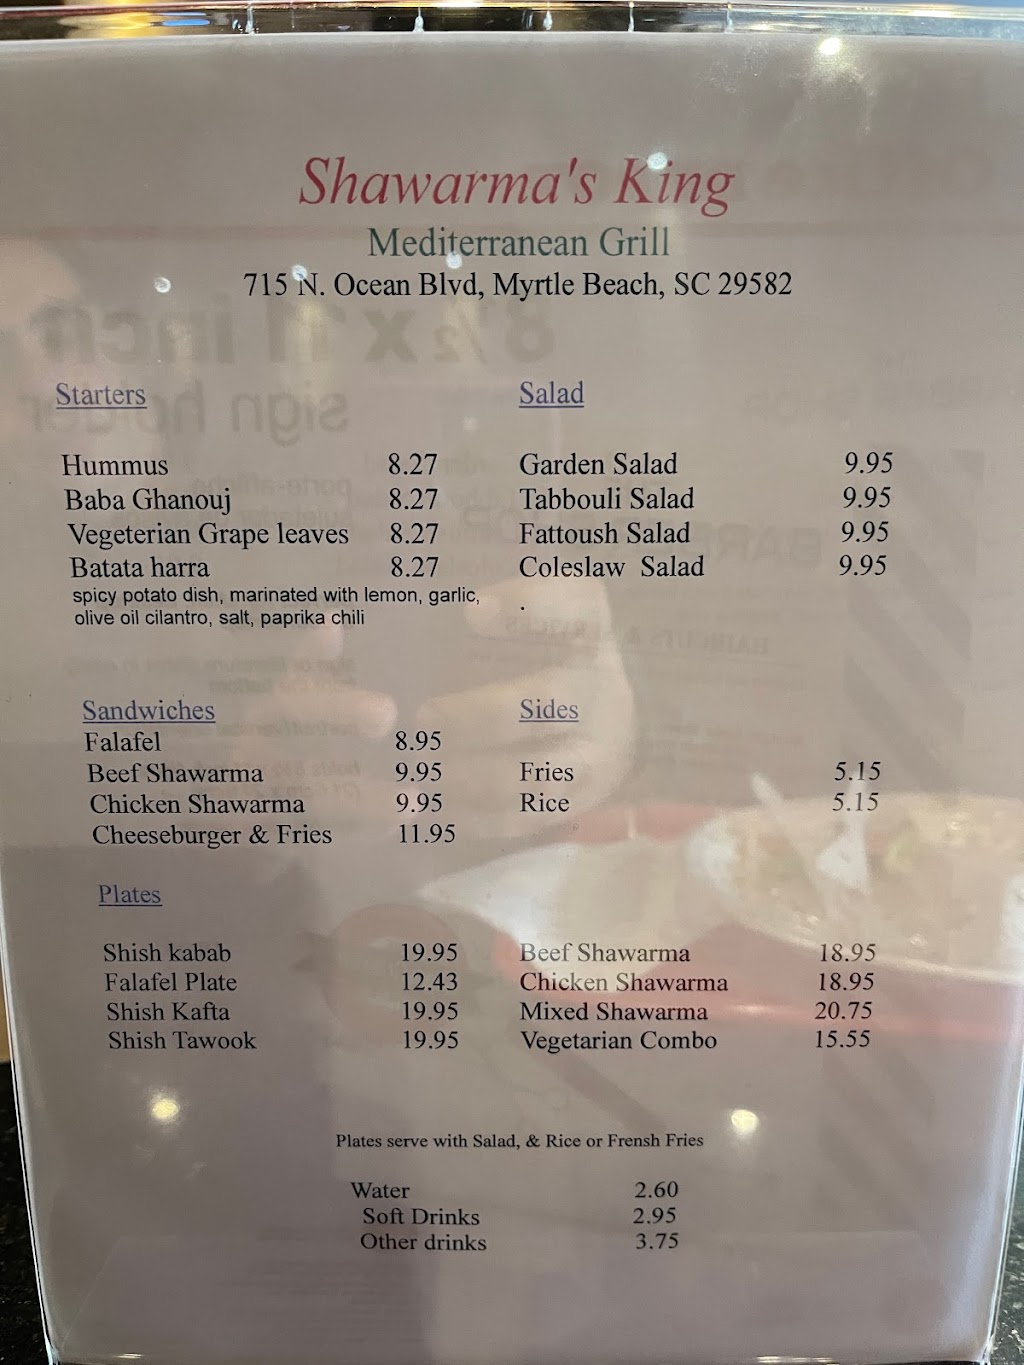 Shawarma's King
Mediterranean Grill
715 N. Ocean Blvd, Myrtle Beach, SC 29582
Starters
Hummus 8.27
Baba Ghanouj 8.27
Vegeterian Grape leaves 8.27
Batata harra 8.27
spicy potato dish, marinated with lemon, garlic,
olive oil cilantro, salt, paprika chili
Salad
Garden Salad 9.95
Tabbouli Salad 9.95
Fattoush Salad 9.95
Coleslaw Salad 9.95
.
Sandwiches
Falafel 8.95
Beef Shawarma 9.95
Chicken Shawarma 9.95
Cheeseburger & Fries 11.95
Sides
Fries 5.15
Rice 5.15
Plates
Shish kabab 19.95
Falafel Plate 12.43
Shish Kafta 19.95
Shish Tawook 19.95
Beef Shawarma 18.95
Chicken Shawarma 18.95
Mixed Shawarma 20.75
Vegetarian Combo 15.55
Plates serve with Salad, & Rice or Frensh Fries
Water 2.60
Soft Drinks 2.95
Other drinks 3.75
8½ x 11 inch
sign holder